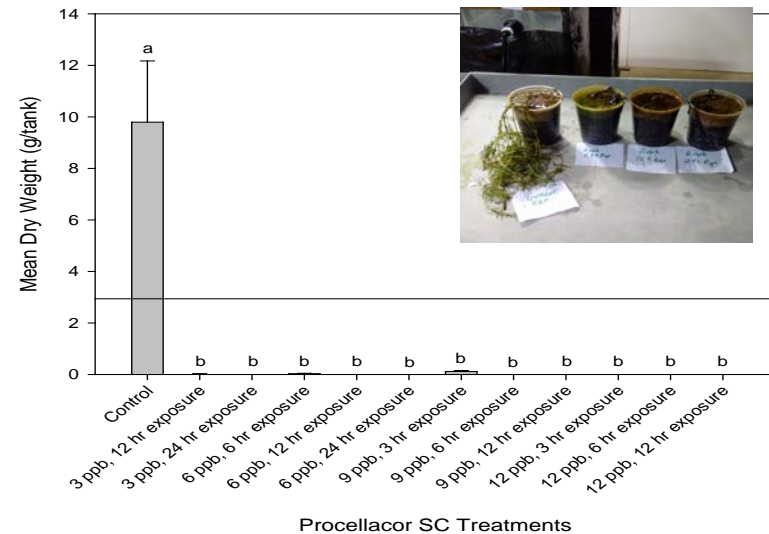 14
12
10
8
6
4
2
0
Mean Dry Weight (g/tank)
a
b
b
b
b
b
b
b
b
b
b
b
Control
3 ppb, 12 hr exposure
3 ppb, 24 hr exposure
6 ppb, 6 hr exposure
6 ppb, 12 hr exposure
6 ppb, 24 hr exposure
9 ppb, 3 hr exposure
9 ppb, 6 hr exposure
9 ppb, 12 hr exposure
12 ppb, 3 hr exposure
12 ppb, 6 hr exposure
12 ppb, 12 hr exposure
Procellacor SC Treatments